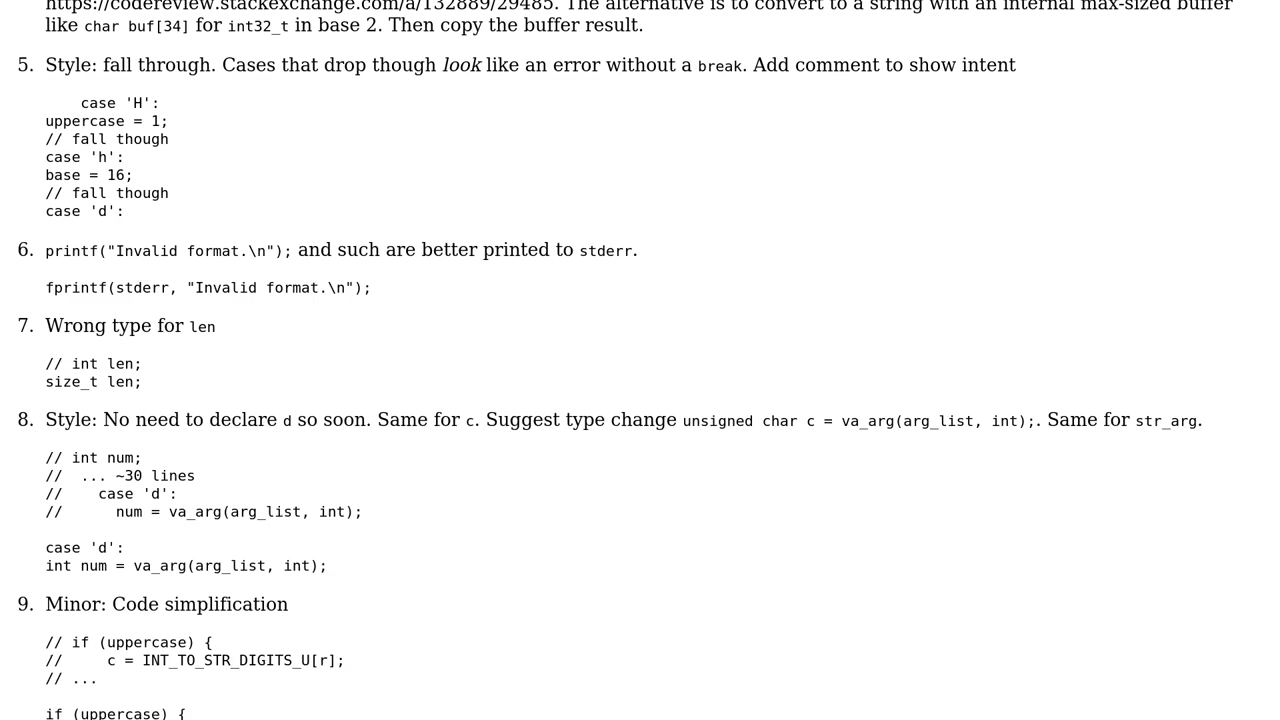 https://codereview.stackexchange.com/a/132889/29485. The alternative is to convert to a string with an internal max-sized buffer
like char buf[34] for int32_t in base 2. Then copy the buffer result.
5. Style: fall through. Cases that drop though look like an error without a break. Add comment to show intent
case 'H':
uppercase = 1;
// fall though
case 'h':
base = 16;
// fall though
case 'd':
6. printf("Invalid format.\n"); and such are better printed to stderr.
fprintf(stderr, "Invalid format.\n");
7. Wrong type for len
// int len;
size_t len;
8. Style: No need to declare d so soon. Same for c. Suggest type change unsigned char c = va_arg(arg_list, int);. Same for str_arg.
// int num;
//  ... ~30 lines
//    case 'd':
//      num = va_arg(arg_list, int);
case 'd':
int num = va_arg(arg_list, int);
9. Minor: Code simplification
// if (uppercase) {
//     c = INT_TO_STR_DIGITS_U[r];
// ...
if (uppercase) {